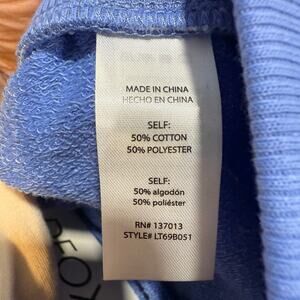 MADE IN CHINA
HECHO EN CHINA
SELF:
50% COTTON
50% POLYESTER
SELF:
50% algodón
50% poliéster
RN# 137013
STYLE# LT69B051